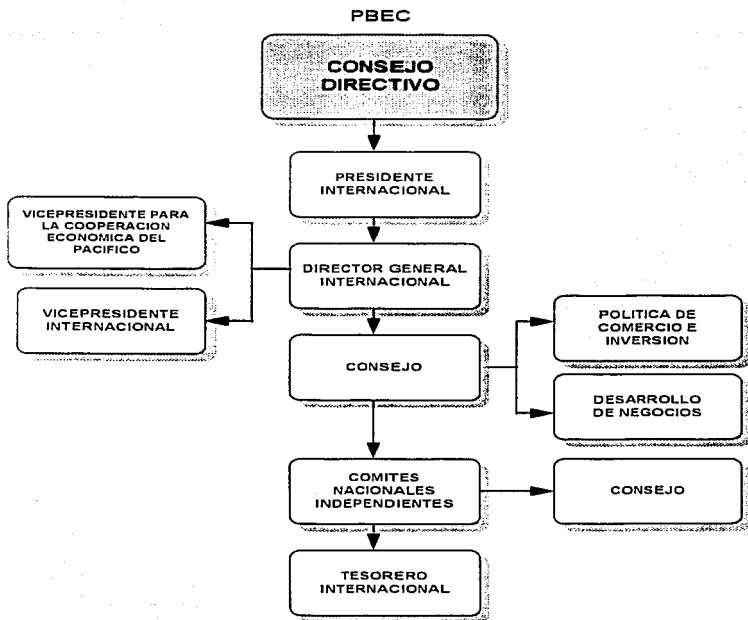 PBEC
CONSEJO
DIRECTIVO
PRESIDENTE
INTERNACIONAL
VICEPRESIDENTE PARA
LA COOPERACION
ECONOMICA DEL
PACIFICO
DIRECTOR GENERAL
INTERNACIONAL
VICEPRESIDENTE
INTERNACIONAL
POLITICA DE
COMERCIO E
INVERSION
CONSEJO
DESARROLLO
DE NEGOCIOS
COMITES
NACIONALES
INDEPENDIENTES
CONSEJO
TESORERO
INTERNACIONAL